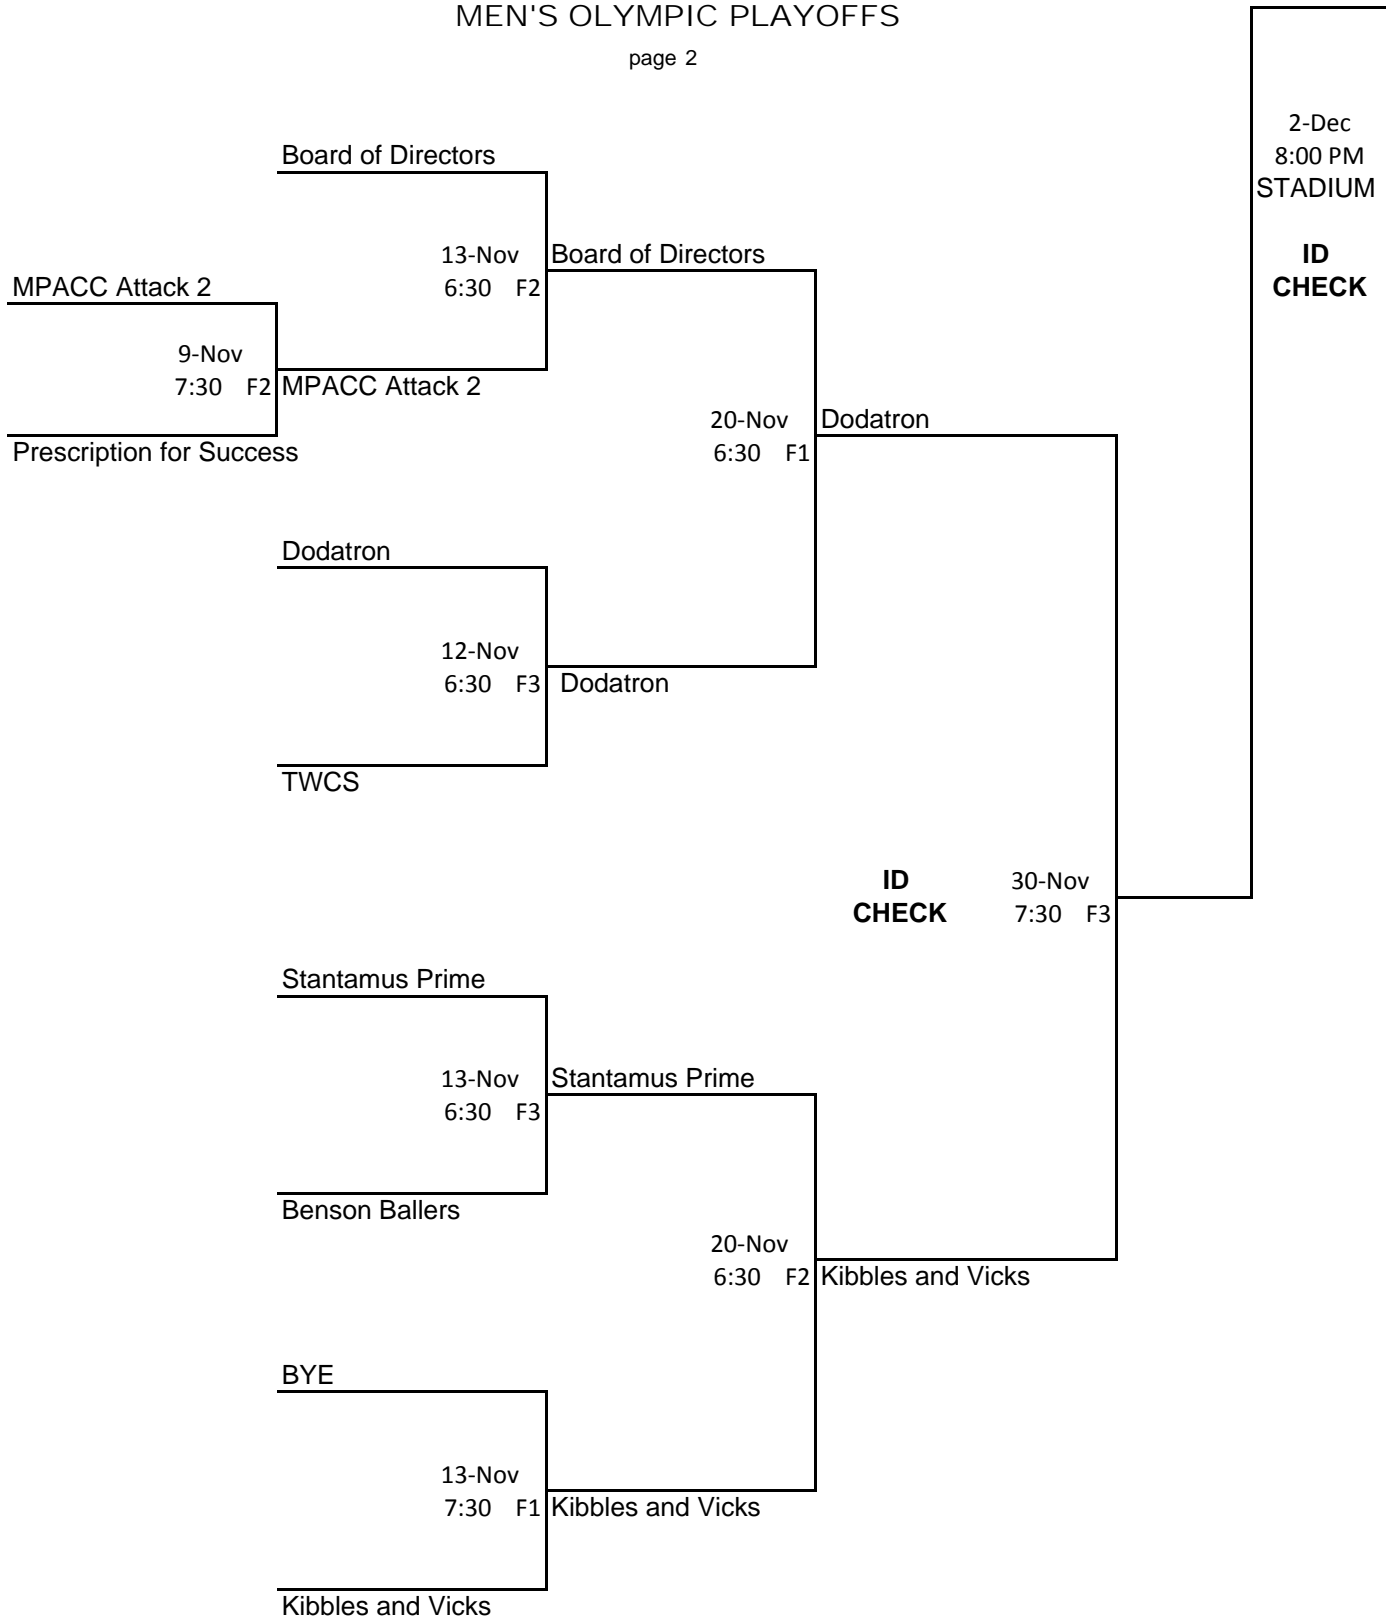 MEN'S OLYMPIC PLAYOFFS
page 2
2-Dec
8:00 PM
STADIUM
ID
CHECK
Board of Directors
13-Nov
6:30 F2
Board of Directors
MPACC Attack 2
9-Nov
7:30 F2
MPACC Attack 2
Prescription for Success
20-Nov
6:30 F1
Dodatron
Dodatron
12-Nov
6:30 F3
Dodatron
TWCS
ID
CHECK
30-Nov
7:30 F3
Stantamus Prime
13-Nov
6:30 F3
Stantamus Prime
Benson Ballers
20-Nov
6:30 F2
Kibbles and Vicks
BYE
13-Nov
7:30 F1
Kibbles and Vicks
Kibbles and Vicks